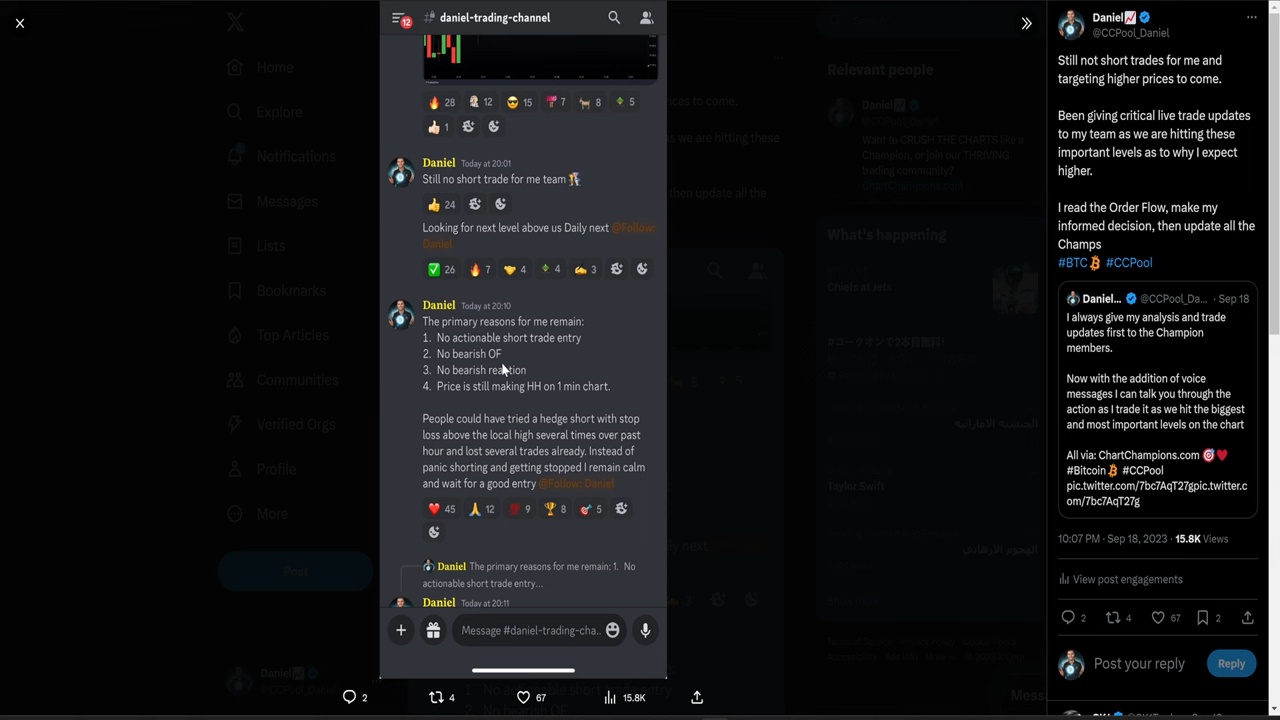 Home
Explore
Notifications
Messages
Lists
Bookmarks
Top Articles
Communities
Verified Orgs
Profile
More
Post
Daniel
@CCPool_Daniel
12
# daniel-trading-channel
28 12 15 7 8 5
1
Daniel Today at 20:01
Still no short trade for me team
24
Looking for next level above us Daily next @Follow:
Daniel
26 7 4 4 3
Daniel Today at 20:10
The primary reasons for me remain:
1. No actionable short trade entry
2. No bearish OF
3. No bearish reaction
4. Price is still making HH on 1 min chart.
People could have tried a hedge short with stop
loss above the local high several times over past
hour and lost several trades already. Instead of
panic shorting and getting stopped I remain calm
and wait for a good entry @Follow: Daniel
45 12 9 8 5
Daniel The primary reasons for me remain: 1. No
actionable short trade entry...
Daniel Today at 20:11
Message #daniel-trading-cha..
2 4 67 15.8K
Relevant people
Daniel
@CCPool_Daniel
Want to CRUSH THE CHARTS like a
Champion, or join our THRIVING
trading community?
What's happening
Chiefs at Jets
الجنسية الاماراتية
Taylor Swift
الهجوم الارهابي
Daniel
@CCPool_Daniel
Still not short trades for me and
targeting higher prices to come.
Been giving critical live trade updates
to my team as we are hitting these
important levels as to why I expect
higher.
I read the Order Flow, make my
informed decision, then update all the
Champs
#BTC #CCPool
Daniel... @CCPool_Da... · Sep 18
I always give my analysis and trade
updates first to the Champion
members.
Now with the addition of voice
messages I can talk you through the
action as I trade it as we hit the biggest
and most important levels on the chart
All via: ChartChampions.com
#Bitcoin #CCPool
pic.twitter.com/7bc7AqT27gpic.twitter.c
om/7bc7AqT27g
10:07 PM · Sep 18, 2023 · 15.8K Views
View post engagements
2 4 67 2
Post your reply
Reply